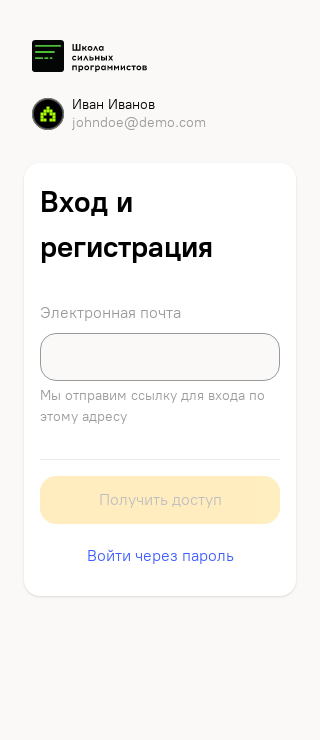 Школа
сильных
программистов
Иван Иванов
johndoe@demo.com
Вход и
регистрация
Электронная почта
Мы отправим ссылку для входа по
этому адресу
Получить доступ
Войти через пароль